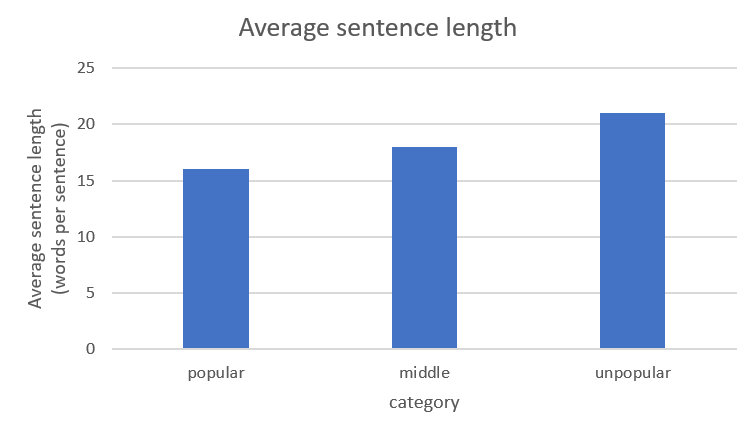 Average sentence length
25
20
15
10
5
0
Average sentence length
(words per sentence)
popular middle unpopular
category